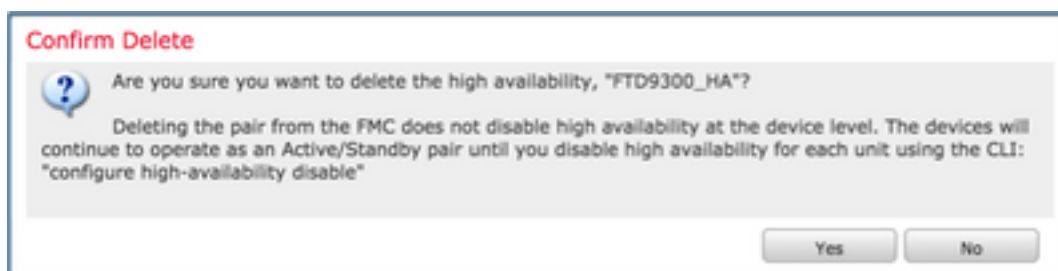 Confirm Delete
Are you sure you want to delete the high availability, "FTD9300_HA"?
Deleting the pair from the FMC does not disable high availability at the device level. The devices will
continue to operate as an Active/Standby pair until you disable high availability for each unit using the CLI:
"configure high-availability disable"
Yes No